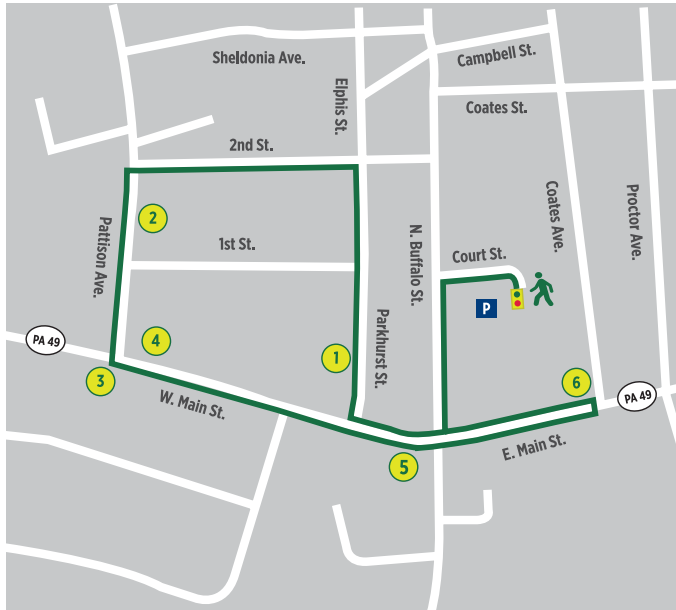 Sheldonia Ave.
Campbell St.
Elphis St.
Coates St.
2nd St.
2
Pattison Ave.
1st St.
N. Buffalo St.
Court St.
Coates Ave.
Proctor Ave.
P
PA 49
4
1
Parkhurst St.
3
W. Main St.
6
PA 49
5
E. Main St.